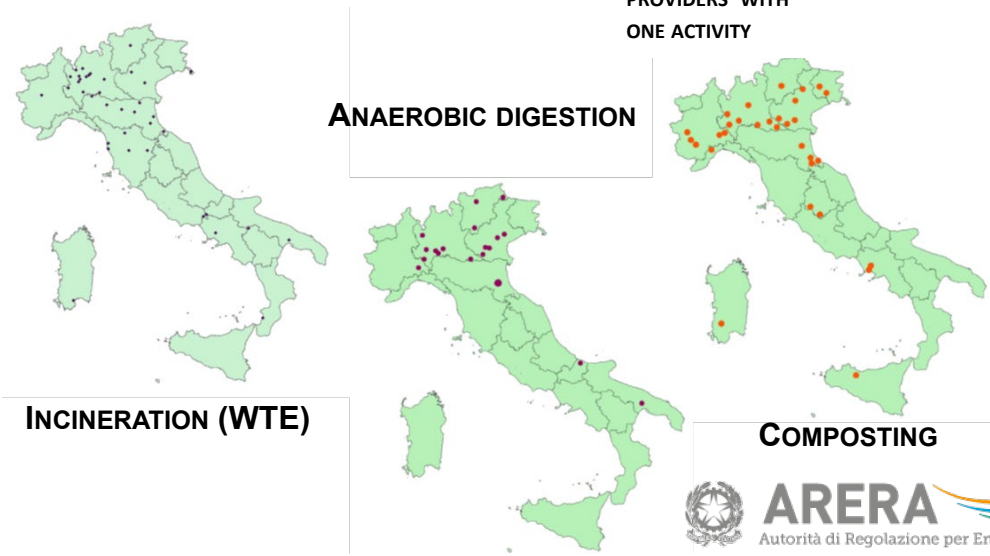 PROVIDERS WITH
ONE ACTIVITY
ANAEROBIC DIGESTION
INCINERATION (WTE)
COMPOSTING
ARERA
Autorità di Regolazione per En